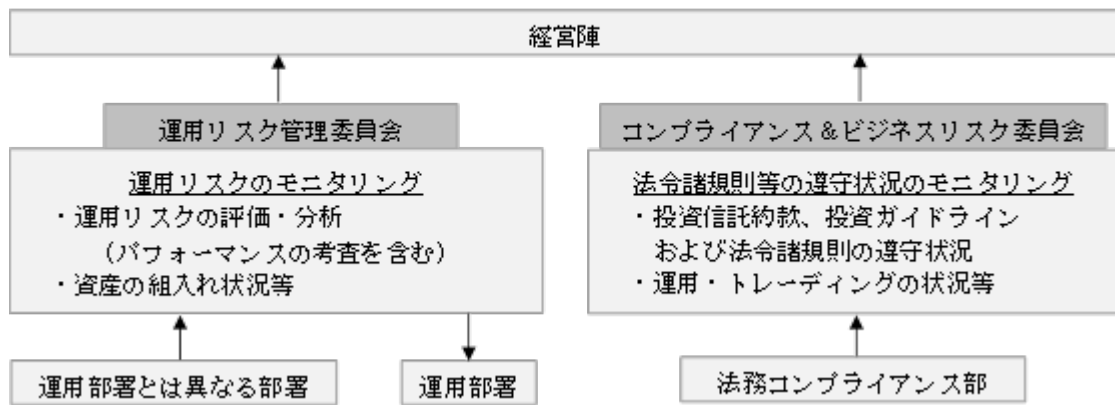 経営陣
運用リスク管理委員会
運用リスクのモニタリング
・運用リスクの評価・分析
（パフォーマンスの考査を含む）
・資産の組入れ状況等
運用部署とは異なる部署
運用部署
コンプライアンス＆ビジネスリスク委員会
法令諸規則等の遵守状況のモニタリング
・投資信託約款、投資ガイドライン
および法令諸規則の遵守状況
・運用・トレーディングの状況等
法務コンプライアンス部